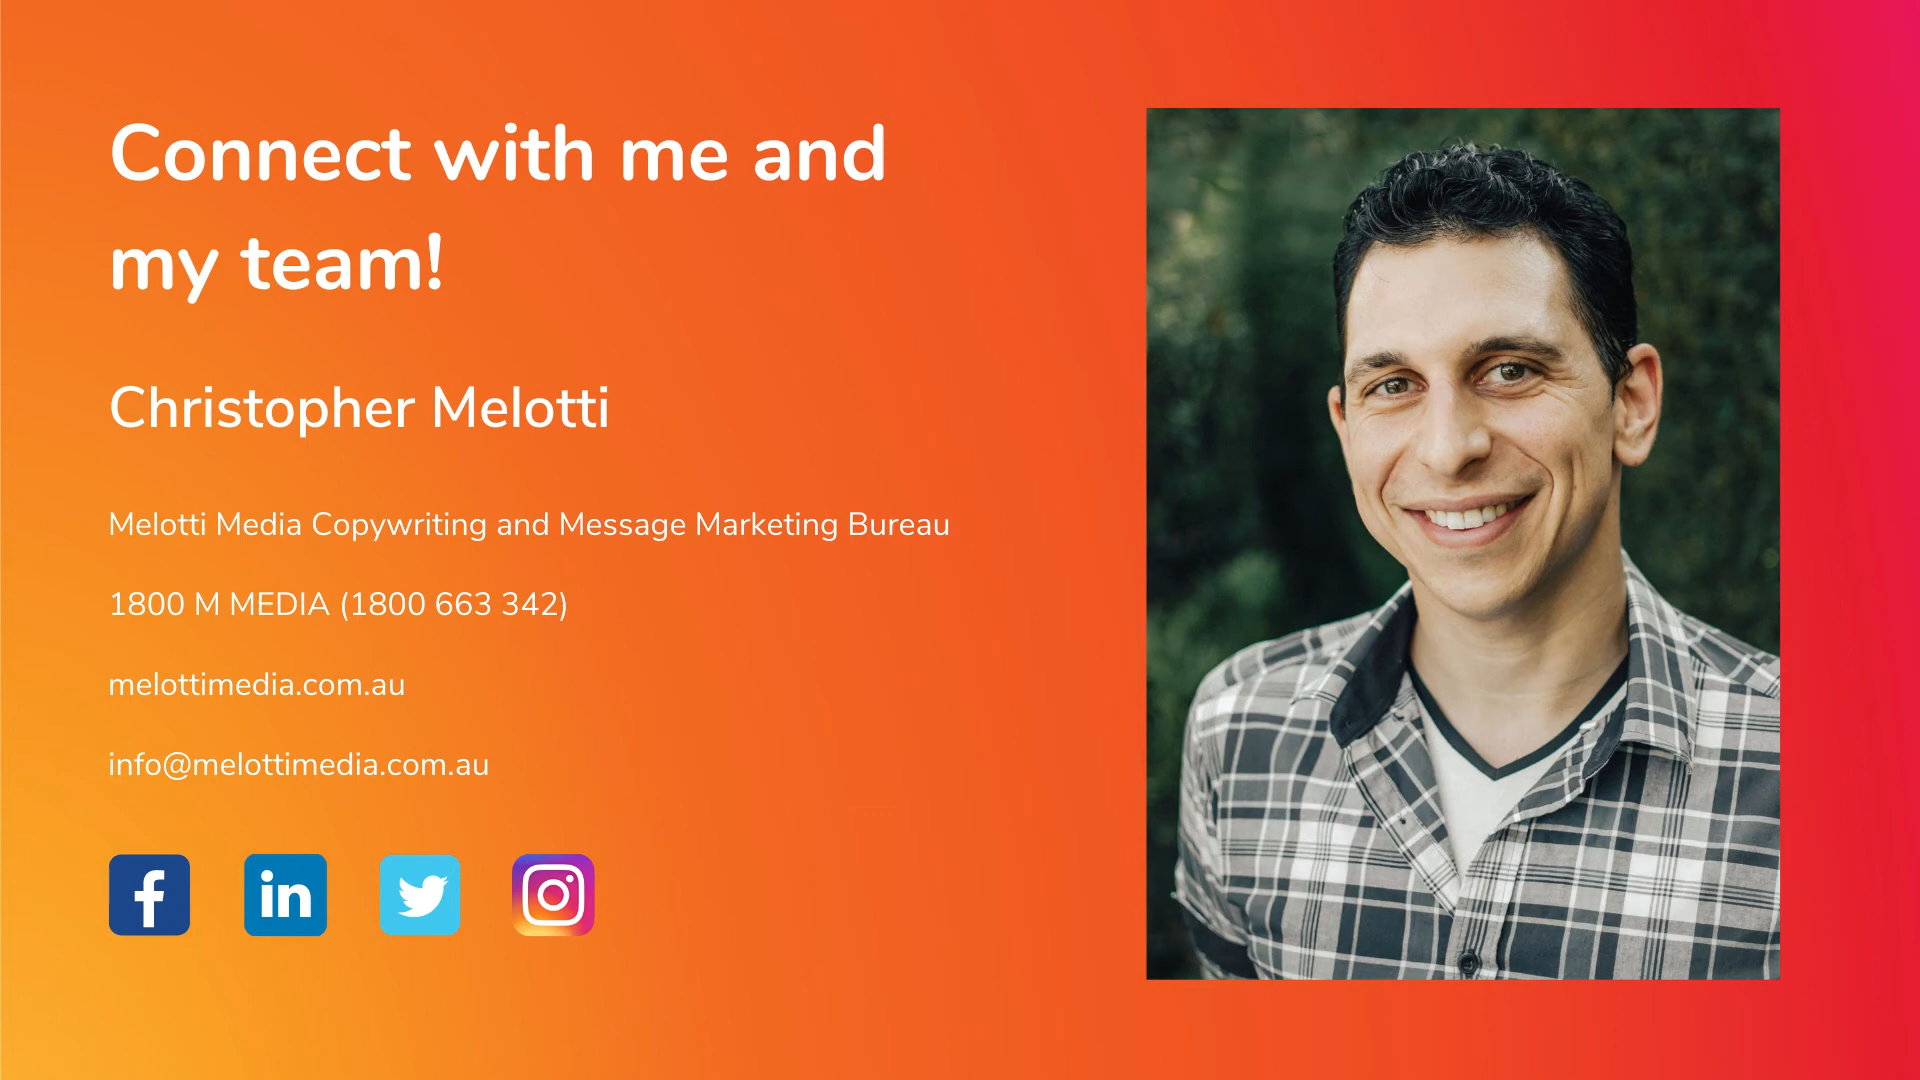 Connect with me and
my team!
Christopher Melotti
Melotti Media Copywriting and Message Marketing Bureau
1800 M MEDIA (1800 663 342)
melottimedia.com.au
info@melottimedia.com.au
f in